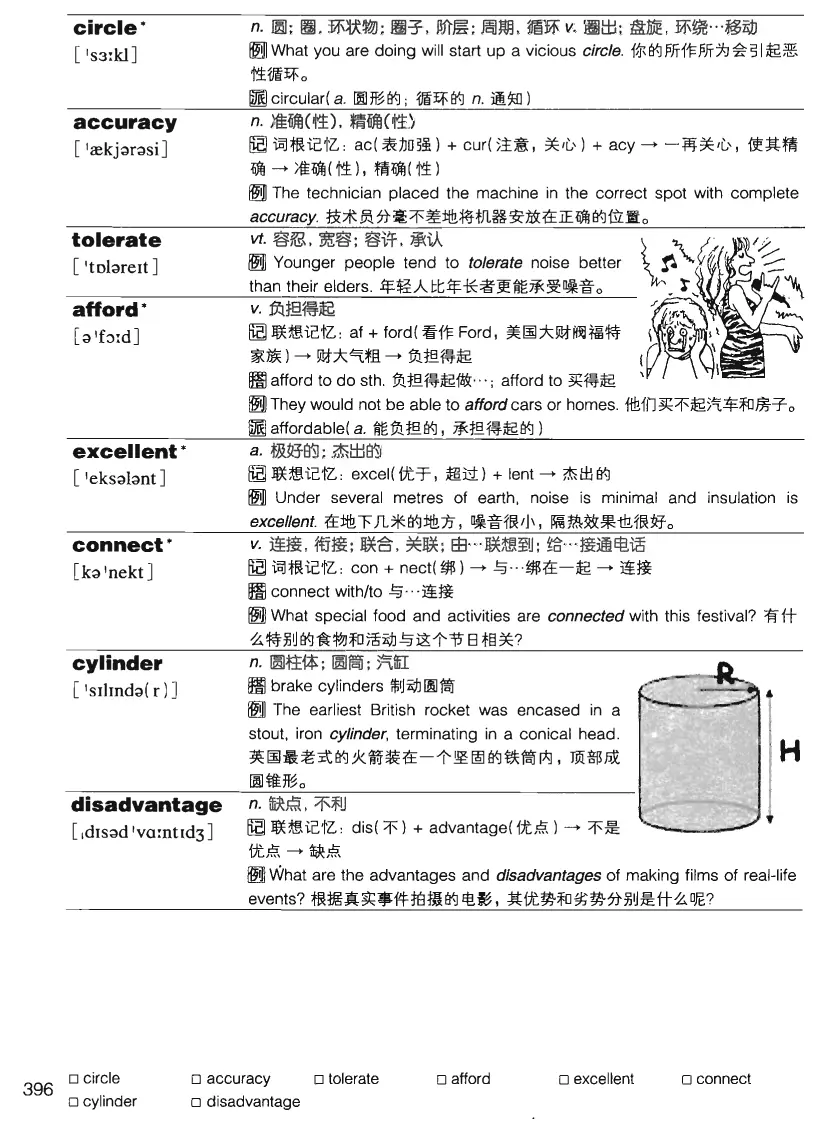 circle* n. 圆；圈，环状物；圈子，阶层；周期，循环 v. 圈出；盘旋，环绕…移动
[ˈsɜːkl] 例 What you are doing will start up a vicious circle. 你的所作所为会引起恶
性循环。
派 circular( a. 圆形的；循环的 n. 通知 )
accuracy n. 准确(性)，精确(性)
[ˈækjərəsi] 记 词根记忆：ac( 表加强 ) + cur( 注意，关心 ) + acy → 一再关心，使其精
确 → 准确( 性 )，精确( 性 )
例 The technician placed the machine in the correct spot with complete
accuracy. 技术员分毫不差地将机器安放在正确的位置。
tolerate vt. 容忍，宽容；容许，承认
[ˈtɒləreɪt] 例 Younger people tend to tolerate noise better
than their elders. 年轻人比年长者更能承受噪音。
afford* v. 负担得起
[əˈfɔːd] 记 联想记忆：af + ford( 看作 Ford，美国大财阀福特
家族 ) → 财大气粗 → 负担得起
搭 afford to do sth. 负担得起做…；afford to 买得起
例 They would not be able to afford cars or homes. 他们买不起汽车和房子。
派 affordable( a. 能负担的，承担得起的 )
excellent* a. 极好的；杰出的
[ˈeksələnt] 记 联想记忆：excel( 优于，超过 ) + lent → 杰出的
例 Under several metres of earth, noise is minimal and insulation is
excellent. 在地下几米的地方，噪音很小，隔热效果也很好。
connect* v. 连接，衔接；联合，关联；由…联想到；给…接通电话
[kəˈnekt] 记 词根记忆：con + nect( 绑 ) → 与…绑在一起 → 连接
搭 connect with/to 与…连接
例 What special food and activities are connected with this festival? 有什
么特别的食物和活动与这个节日相关?
cylinder n. 圆柱体；圆筒；汽缸
[ˈsɪlɪndə(r)] 搭 brake cylinders 制动圆筒
例 The earliest British rocket was encased in a
stout, iron cylinder, terminating in a conical head.
英国最老式的火箭装在一个坚固的铁筒内，顶部成
圆锥形。
R
H
disadvantage n. 缺点，不利
[ˌdɪsədˈvɑːntɪdʒ] 记 联想记忆：dis( 不 ) + advantage( 优点 ) → 不是
优点 → 缺点
例 What are the advantages and disadvantages of making films of real-life
events? 根据真实事件拍摄的电影，其优势和劣势分别是什么呢?
396 □ circle □ accuracy □ tolerate □ afford □ excellent □ connect
□ cylinder □ disadvantage